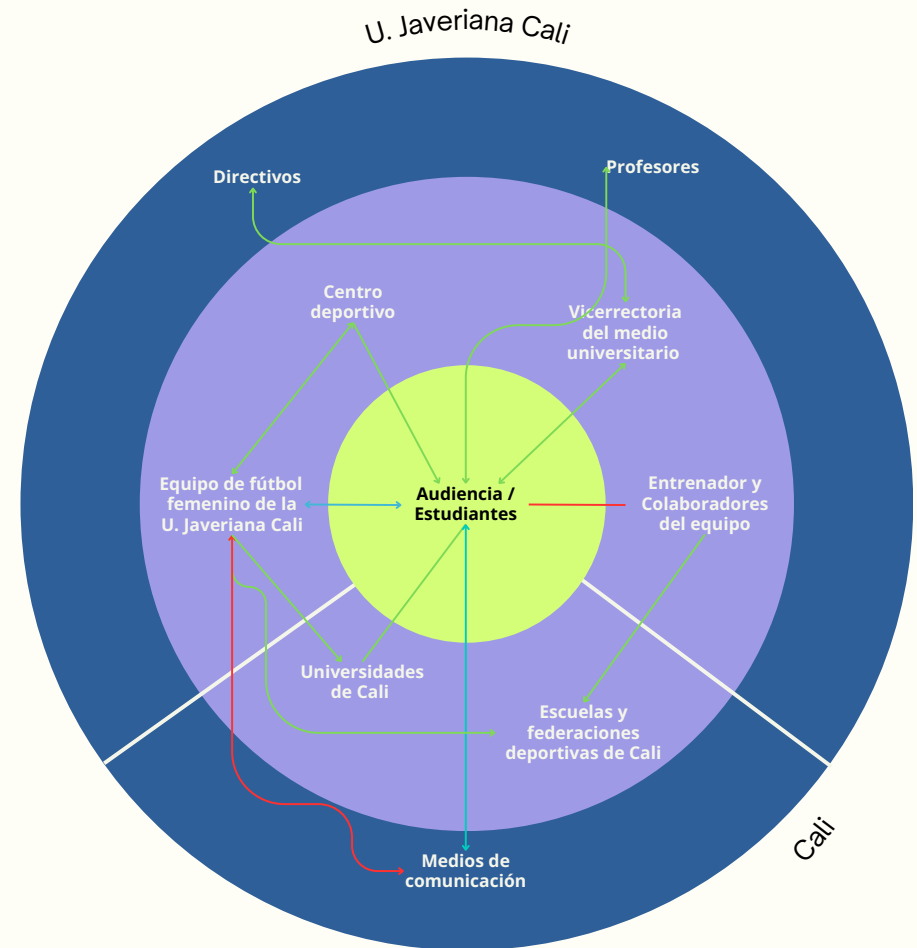 U. Javeriana Cali
Directivos
Profesores
Centro
deportivo
Vicerrectoria
del medio
universitario
Equipo de fútbol
femenino de la
U. Javeriana Cali
Audiencia /
Estudiantes
Entrenador y
Colaboradores
del equipo
Universidades
de Cali
Escuelas y
federaciones
deportivas de Cali
Cali
Medios de
comunicación